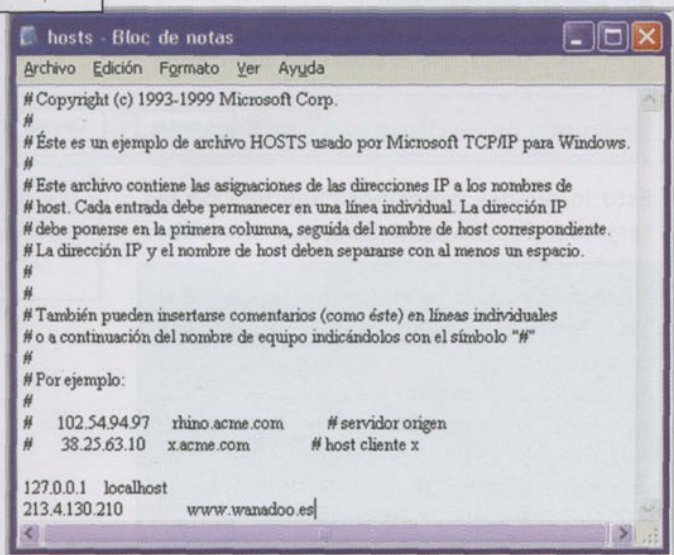 hosts - Bloc de notas
Archivo Edición Formato Ver Ayuda
# Copyright (c) 1993-1999 Microsoft Corp.
#
# Éste es un ejemplo de archivo HOSTS usado por Microsoft TCP/IP para Windows.
#
# Este archivo contiene las asignaciones de las direcciones IP a los nombres de
# host. Cada entrada debe permanecer en una línea individual. La dirección IP
# debe ponerse en la primera columna, seguida del nombre de host correspondiente.
# La dirección IP y el nombre de host deben separarse con al menos un espacio.
#
#
# También pueden insertarse comentarios (como éste) en líneas individuales
# o a continuación del nombre de equipo indicándolos con el símbolo "#"
#
# Por ejemplo:
#
# 102.54.94.97 rhino.acme.com # servidor origen
# 38.25.63.10 x.acme.com # host cliente x
127.0.0.1 localhost
213.4.130.210 www.wanadoo.es